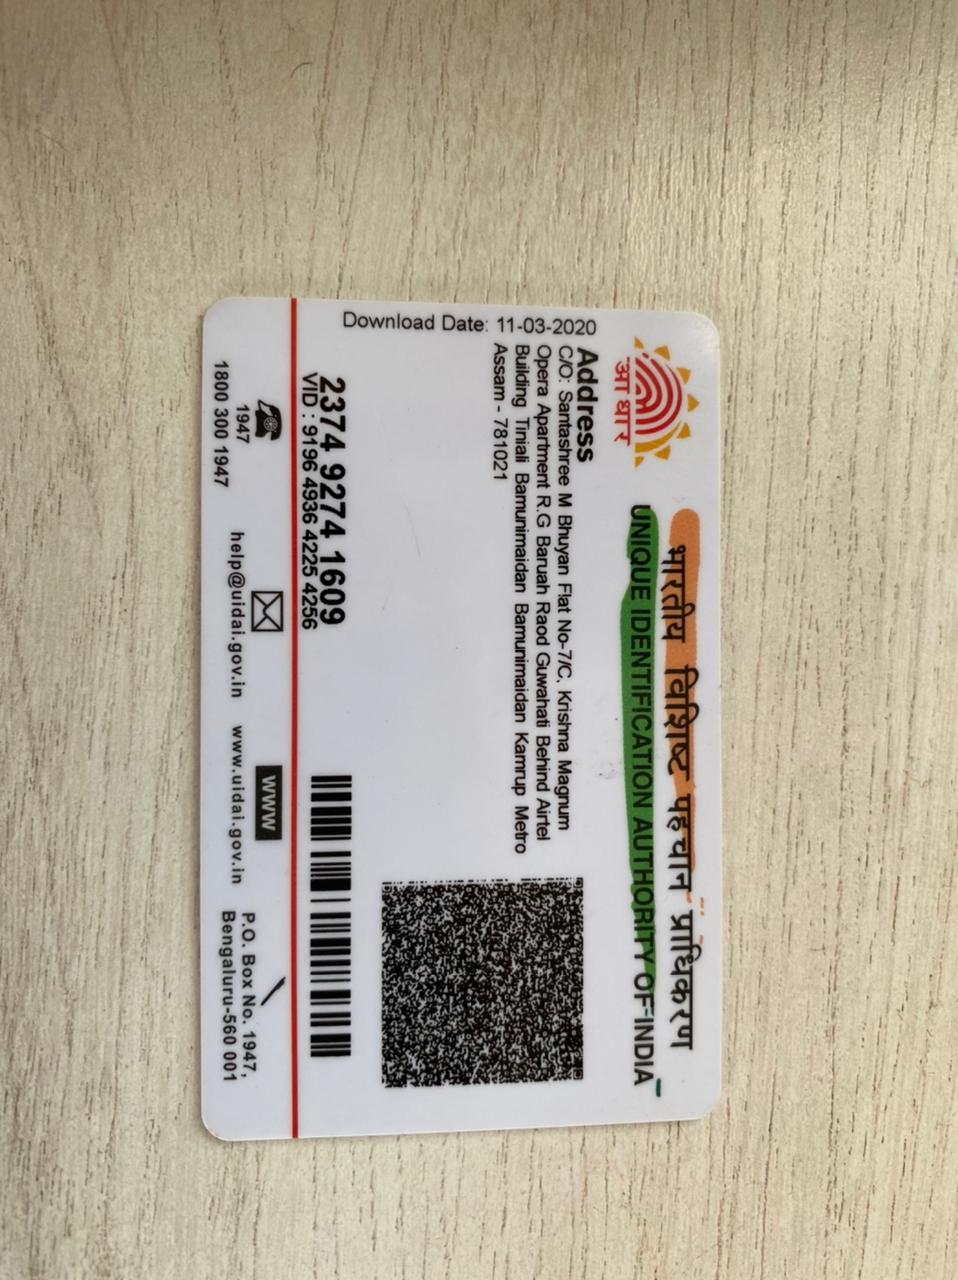 भारतीय विशिष्ट पहचान प्राधिकरण
UNIQUE IDENTIFICATION AUTHORITY OF INDIA
आधार
Download Date: 11-03-2020
Address
C/O: Santashree M Bhuyan Flat No-7/C, Krishna Magnum
Opera Apartment R.G Baruah Raod Guwahati Behind Airtel
Building Tiniali Bamunimaidan Bamunimaidan Kamrup Metro
Assam - 781021
2374 9274 1609
VID : 9196 4936 4225 4256
1947
1800 300 1947
help@uidai.gov.in
www
www.uidai.gov.in
P.O. Box No. 1947,
Bengaluru-560 001